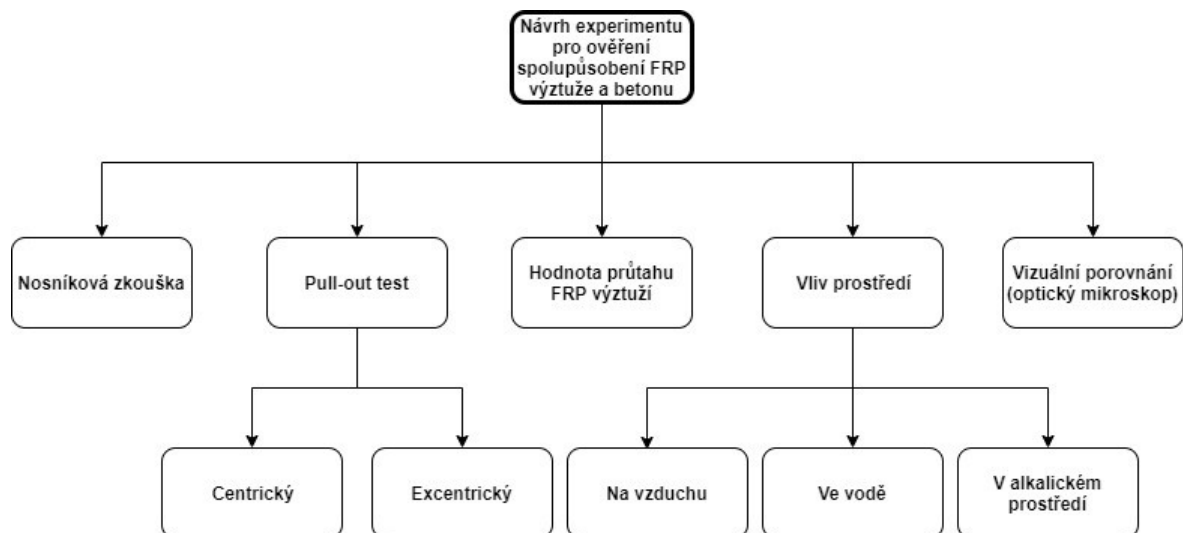 Návrh experimentu
pro ověření
spolupůsobení FRP
výztuže a betonu
Nosníková zkouška
Pull-out test
Hodnota průtahu
FRP výztuží
Vliv prostředí
Vizuální porovnání
(optický mikroskop)
Centrický
Excentrický
Na vzduchu
Ve vodě
V alkalickém
prostředí